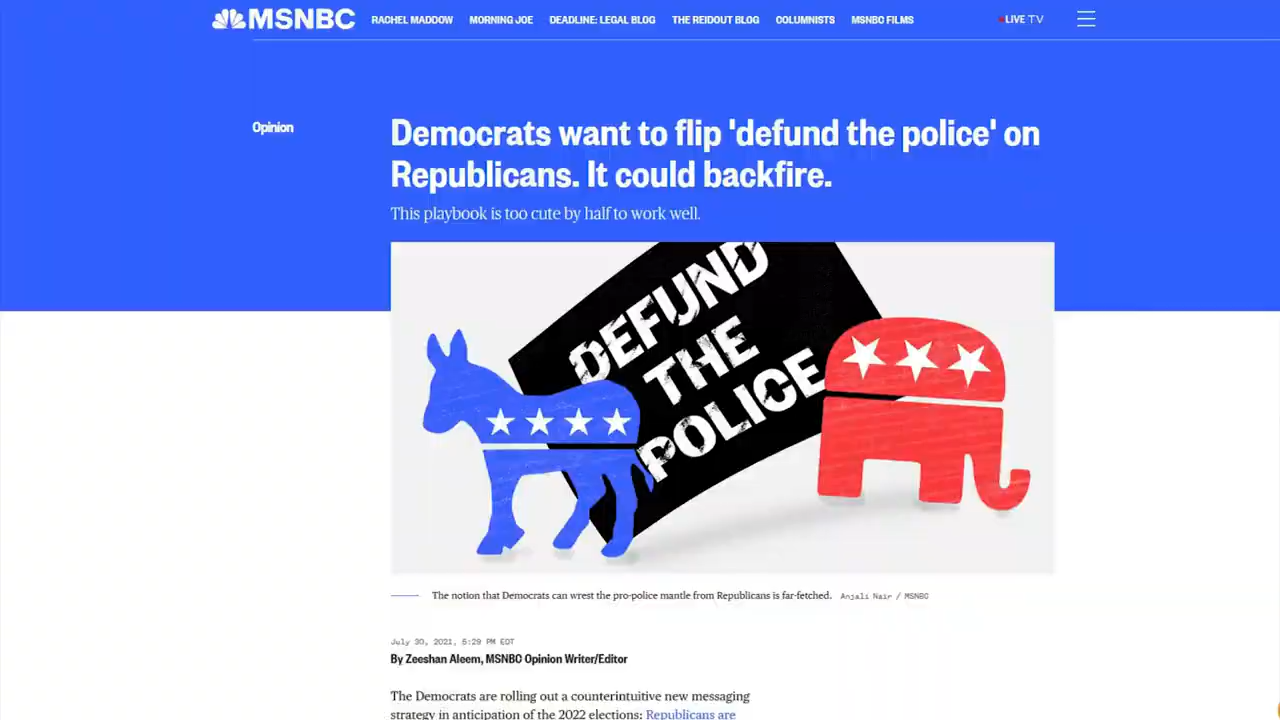 MSNBC RACHEL MADDOW MORNING JOE DEADLINE: LEGAL BLOG THE REIDOUT BLOG COLUMNISTS MSNBC FILMS LIVE TV
Opinion
Democrats want to flip 'defund the police' on
Republicans. It could backfire.
This playbook is too cute by half to work well.
DEFUND
THE
POLICE
The notion that Democrats can wrest the pro-police mantle from Republicans is far-fetched. Anjali Nair / MSNBC
July 30, 2021, 5:29 PM EDT
By Zeeshan Aleem, MSNBC Opinion Writer/Editor
The Democrats are rolling out a counterintuitive new messaging
strategy in anticipation of the 2022 elections: Republicans are